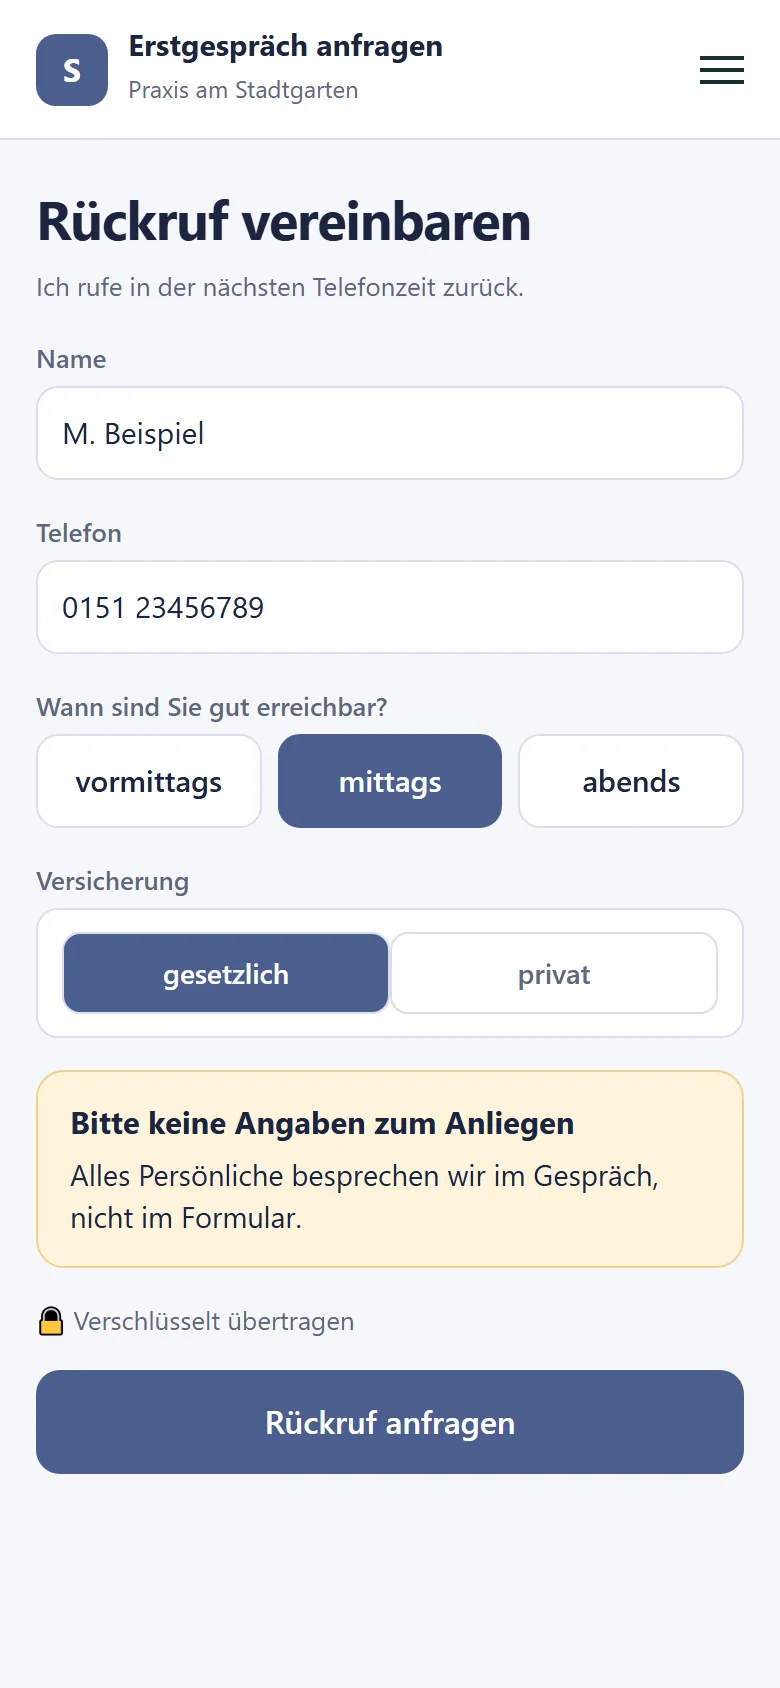 S
Erstgespräch anfragen
Praxis am Stadtgarten
Rückruf vereinbaren
Ich rufe in der nächsten Telefonzeit zurück.
Name
M. Beispiel
Telefon
0151 23456789
Wann sind Sie gut erreichbar?
vormittags mittags abends
Versicherung
gesetzlich privat
Bitte keine Angaben zum Anliegen
Alles Persönliche besprechen wir im Gespräch,
nicht im Formular.
Verschlüsselt übertragen
Rückruf anfragen